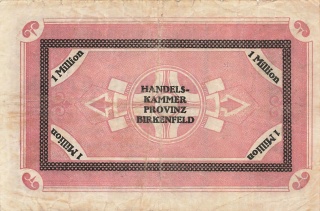 1 Million
1 Million
HANDELS-
KAMMER
PROVINZ
BIRKENFELD
1 Million
1 Million